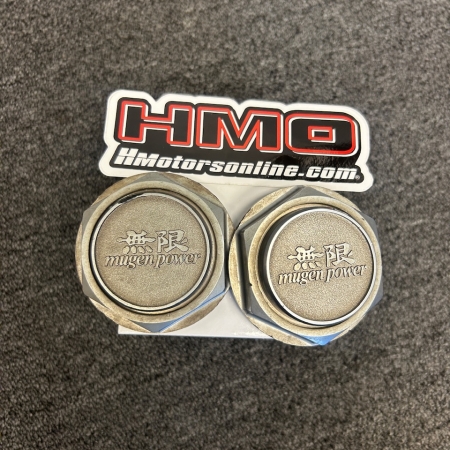 HMO
HMotorsonline.com
無限
mugen power
無限
mugen power